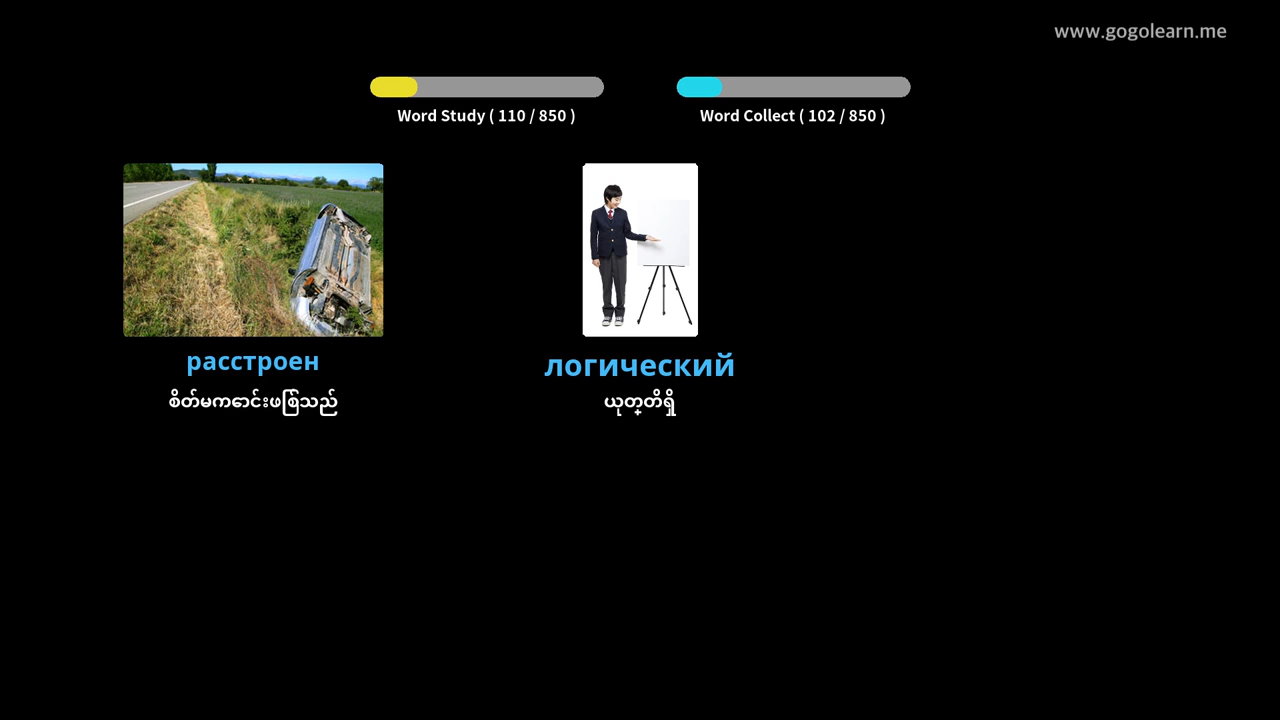 www.gogolearn.me
Word Study ( 110 / 850 )
Word Collect ( 102 / 850 )
расстроен
логический
စိတ်မကောင်းဖြစ်သည်
ယုတ္တိရှိ